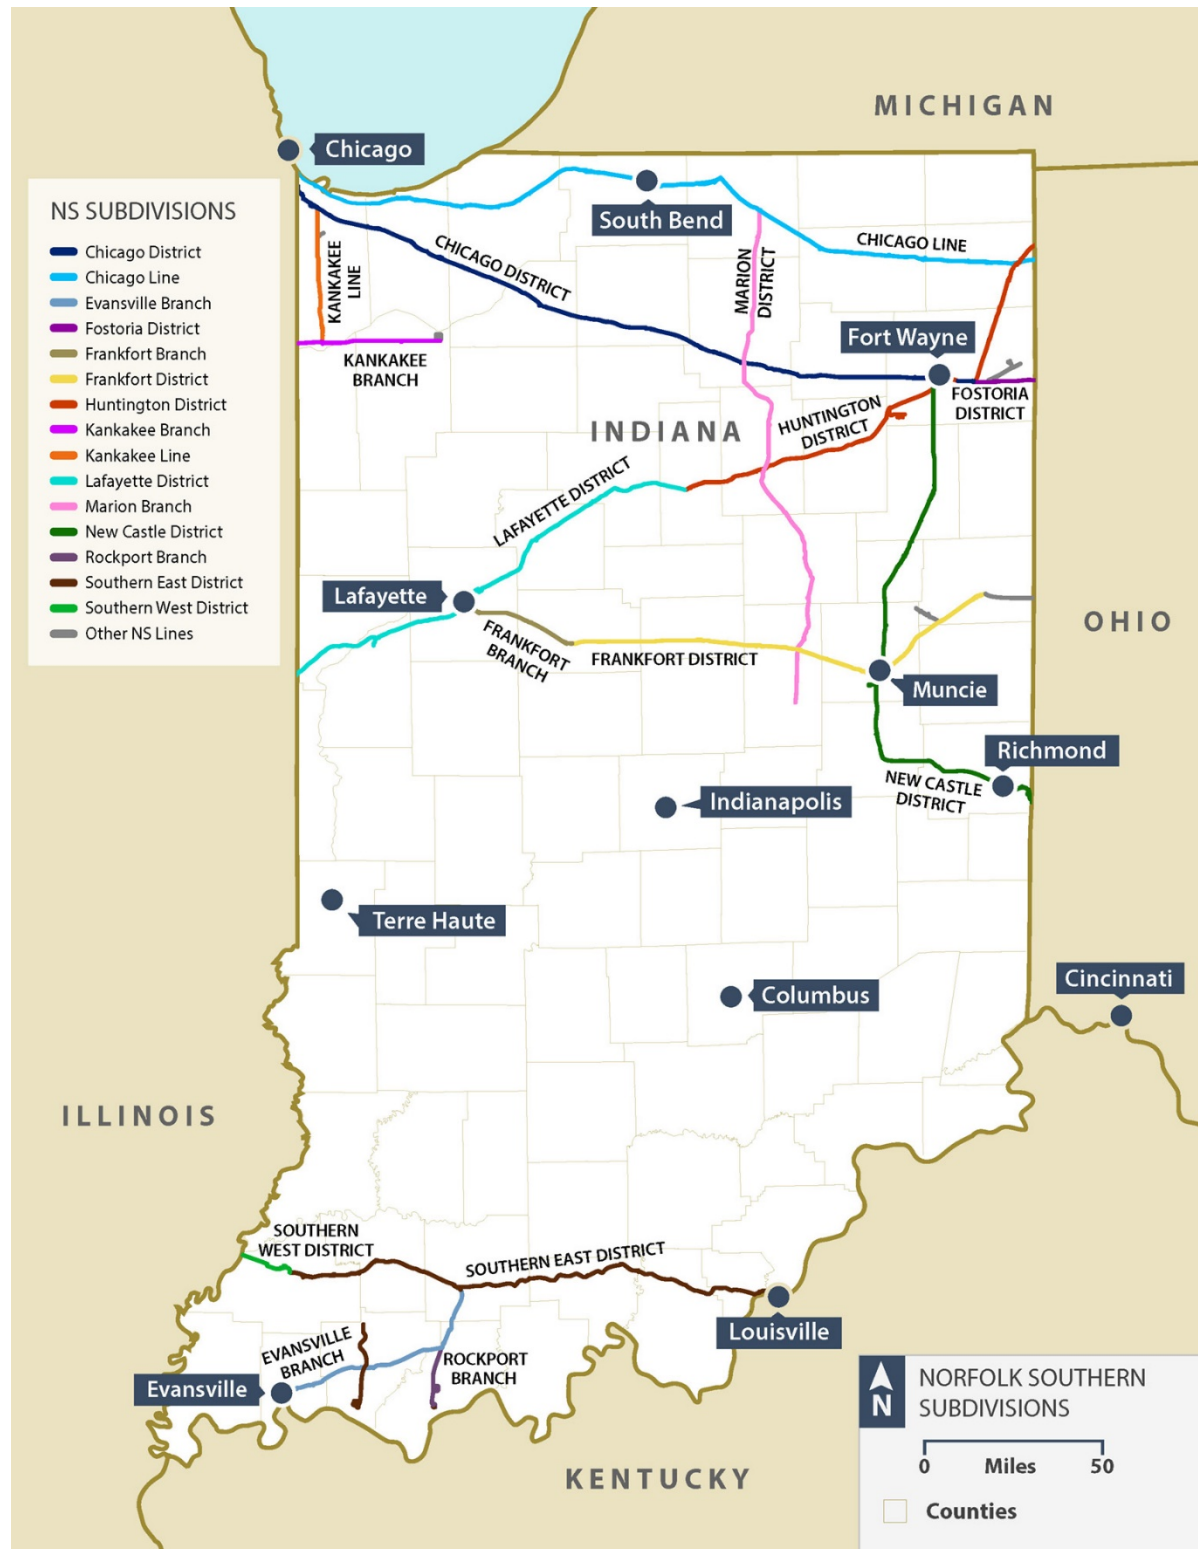 MICHIGAN
Chicago
NS SUBDIVISIONS
Chicago District
Chicago Line
Evansville Branch
Fostoria District
Frankfort Branch
Frankfort District
Huntington District
Kankakee Branch
Kankakee Line
Lafayette District
Marion Branch
New Castle District
Rockport Branch
Southern East District
Southern West District
Other NS Lines
South Bend
CHICAGO LINE
CHICAGO DISTRICT
KANKAKEE
LINE
MARION
DISTRICT
Fort Wayne
KANKAKEE
BRANCH
FOSTORIA
DISTRICT
INDIANA
HUNTINGTON
DISTRICT
LAFAYETTE DISTRICT
Lafayette
OHIO
FRANKFORT
BRANCH
FRANKFORT DISTRICT
Muncie
Richmond
NEW CASTLE
DISTRICT
Indianapolis
Terre Haute
Columbus
Cincinnati
ILLINOIS
SOUTHERN
WEST DISTRICT
SOUTHERN EAST DISTRICT
Louisville
EVANSVILLE
BRANCH
ROCKPORT
BRANCH
Evansville
KENTUCKY
N
NORFOLK SOUTHERN
SUBDIVISIONS
0 Miles 50
Counties